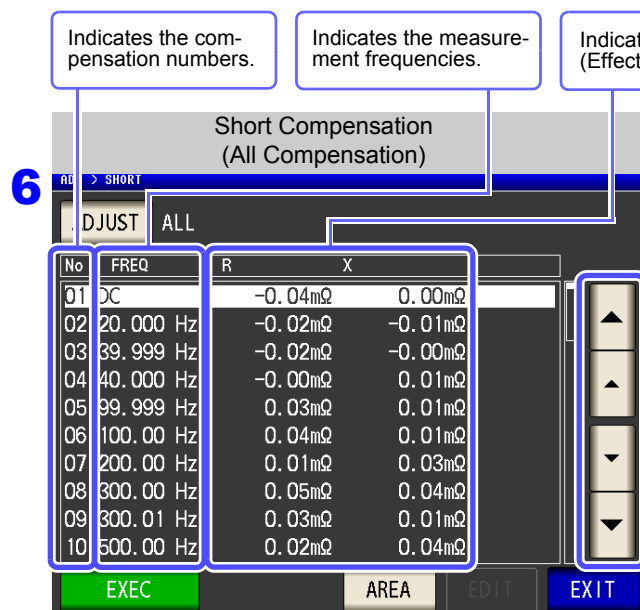 Indicates the com-
pensation numbers.
Indicates the measure-
ment frequencies.
Short Compensation
(All Compensation)
6
> SHORT
ADJUST ALL
No FREQ R X
01 DC -0.04mΩ 0.00mΩ
02 20.000 Hz -0.02mΩ -0.01mΩ
03 39.999 Hz -0.02mΩ -0.00mΩ
04 40.000 Hz -0.00mΩ 0.01mΩ
05 99.999 Hz 0.03mΩ 0.01mΩ
06 100.00 Hz 0.04mΩ 0.01mΩ
07 200.00 Hz 0.01mΩ 0.03mΩ
08 300.00 Hz 0.05mΩ 0.04mΩ
09 300.01 Hz 0.03mΩ 0.01mΩ
10 500.00 Hz 0.02mΩ 0.04mΩ
EXEC AREA EDIT EXIT